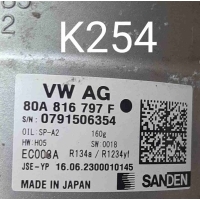 K254
VW AG
80A 816 797 F
S/N: 0791506354
OIL: SP-A2 160g
HW: H05 SW: 0018
R134a / R1234yf
JSE-YP 16.06.2300010145
MADE IN JAPAN SANDEN